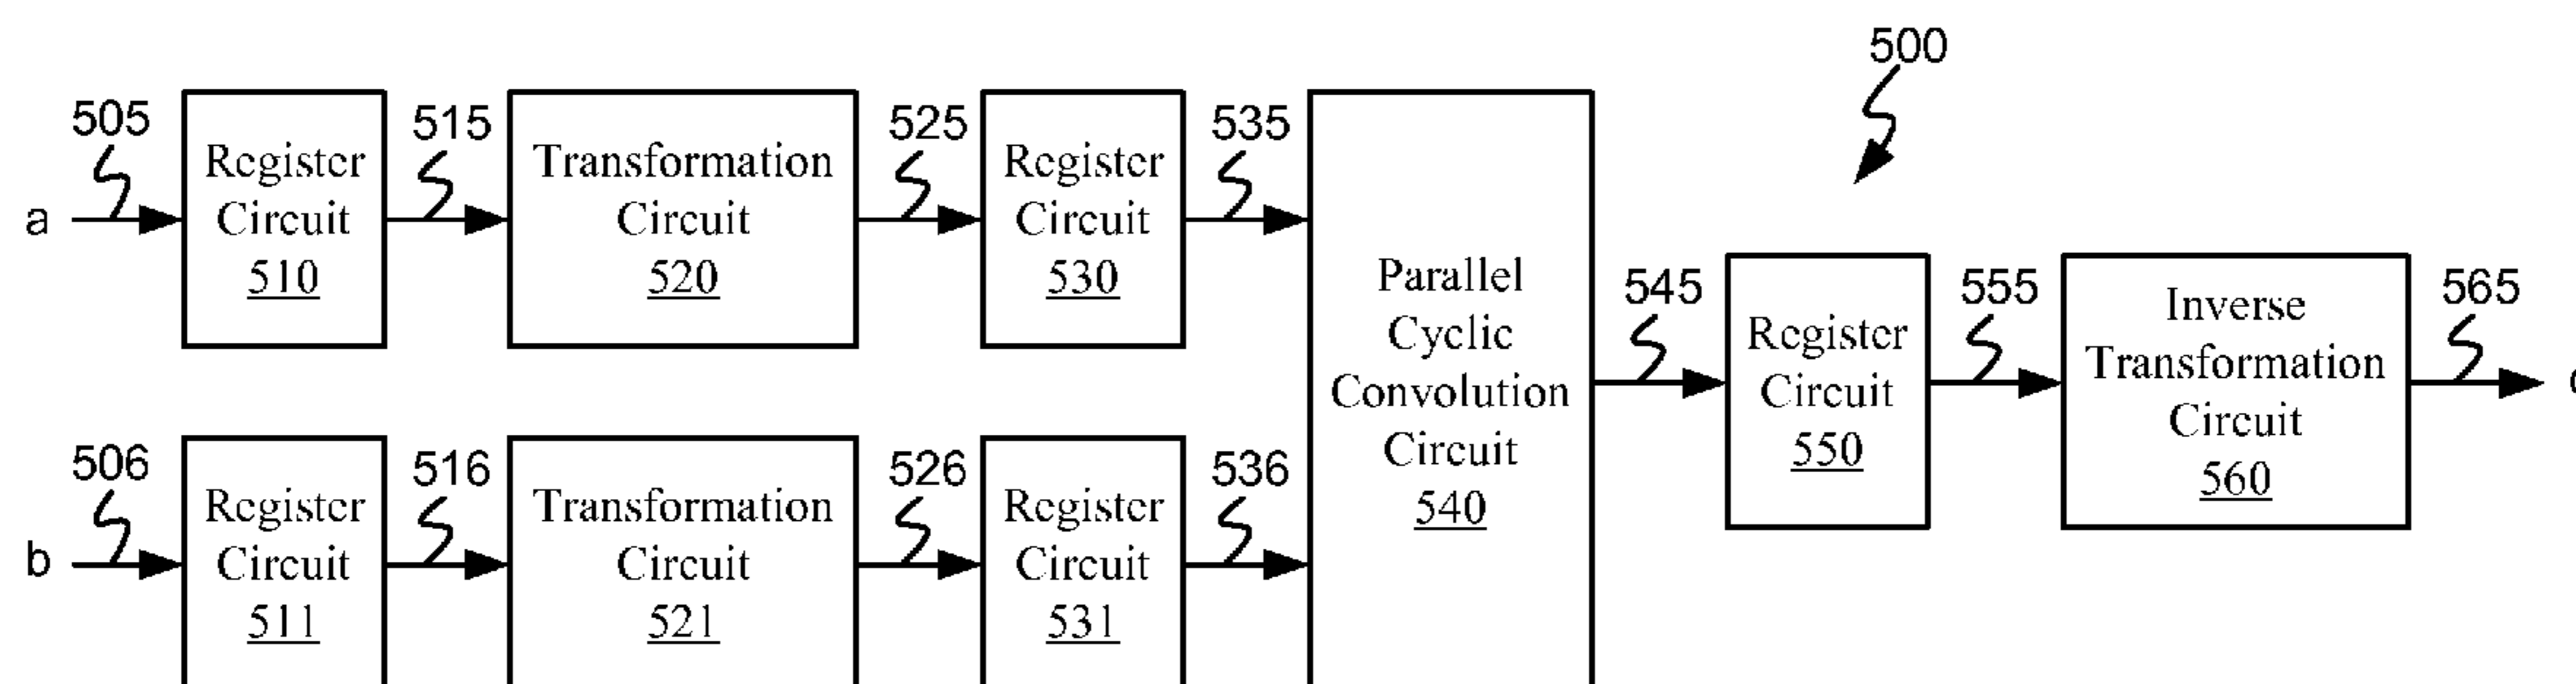 500
505
515
525
535
a
Register
Circuit
510
Transformation
Circuit
520
Register
Circuit
530
Parallel
Cyclic
Convolution
Circuit
540
545
Register
Circuit
550
555
Inverse
Transformation
Circuit
560
565
506
516
526
536
b
Register
Circuit
511
Transformation
Circuit
521
Register
Circuit
531